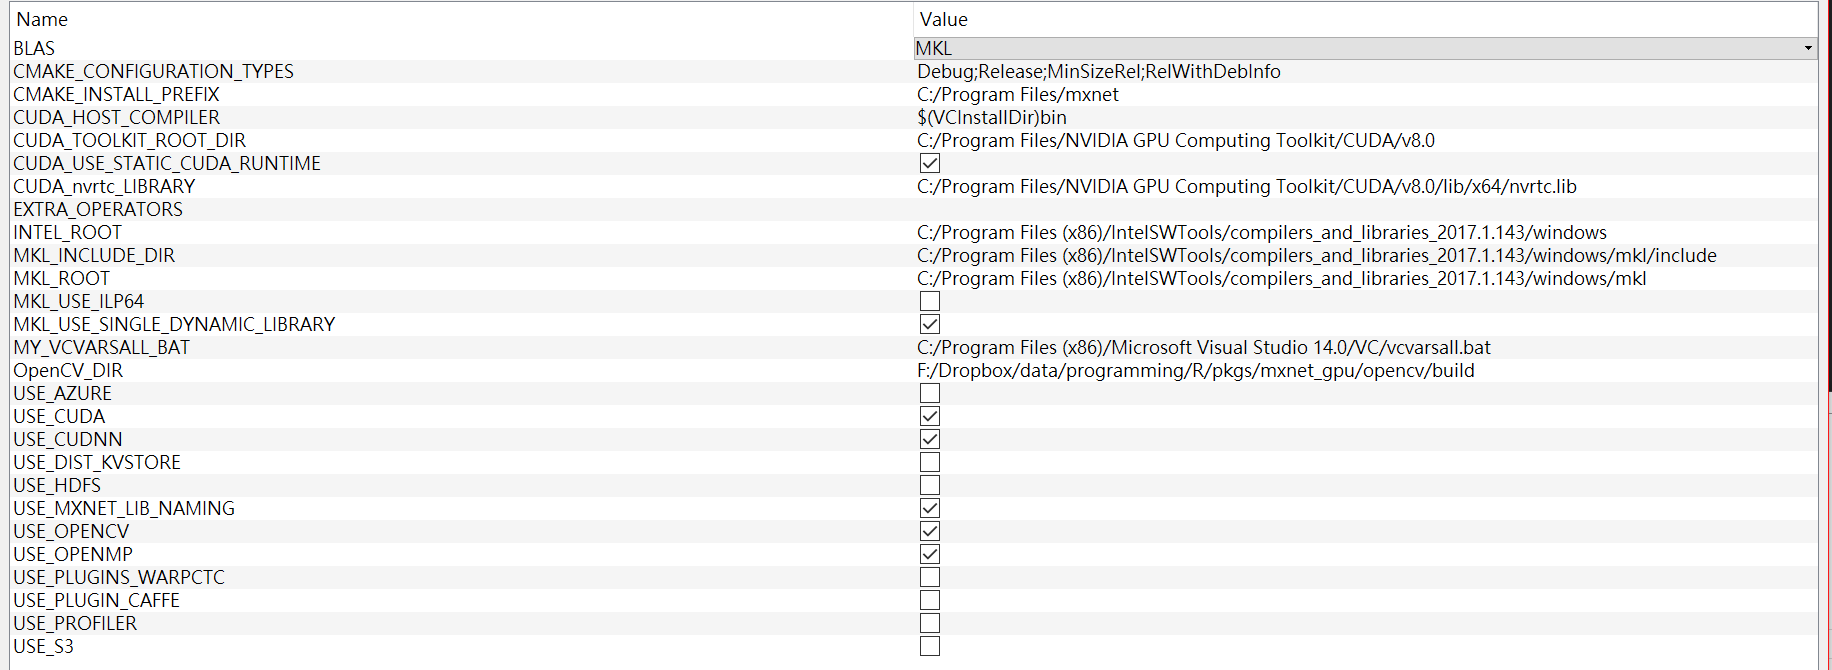 Name Value
BLAS MKL
CMAKE_CONFIGURATION_TYPES Debug;Release;MinSizeRel;RelWithDebInfo
CMAKE_INSTALL_PREFIX C:/Program Files/mxnet
CUDA_HOST_COMPILER $(VCInstallDir)bin
CUDA_TOOLKIT_ROOT_DIR C:/Program Files/NVIDIA GPU Computing Toolkit/CUDA/v8.0
CUDA_USE_STATIC_CUDA_RUNTIME
CUDA_nvrtc_LIBRARY C:/Program Files/NVIDIA GPU Computing Toolkit/CUDA/v8.0/lib/x64/nvrtc.lib
EXTRA_OPERATORS
INTEL_ROOT C:/Program Files (x86)/IntelSWTools/compilers_and_libraries_2017.1.143/windows
MKL_INCLUDE_DIR C:/Program Files (x86)/IntelSWTools/compilers_and_libraries_2017.1.143/windows/mkl/include
MKL_ROOT C:/Program Files (x86)/IntelSWTools/compilers_and_libraries_2017.1.143/windows/mkl
MKL_USE_ILP64
MKL_USE_SINGLE_DYNAMIC_LIBRARY
MY_VCVARSALL_BAT C:/Program Files (x86)/Microsoft Visual Studio 14.0/VC/vcvarsall.bat
OpenCV_DIR F:/Dropbox/data/programming/R/pkgs/mxnet_gpu/opencv/build
USE_AZURE
USE_CUDA
USE_CUDNN
USE_DIST_KVSTORE
USE_HDFS
USE_MXNET_LIB_NAMING
USE_OPENCV
USE_OPENMP
USE_PLUGINS_WARPCTC
USE_PLUGIN_CAFFE
USE_PROFILER
USE_S3